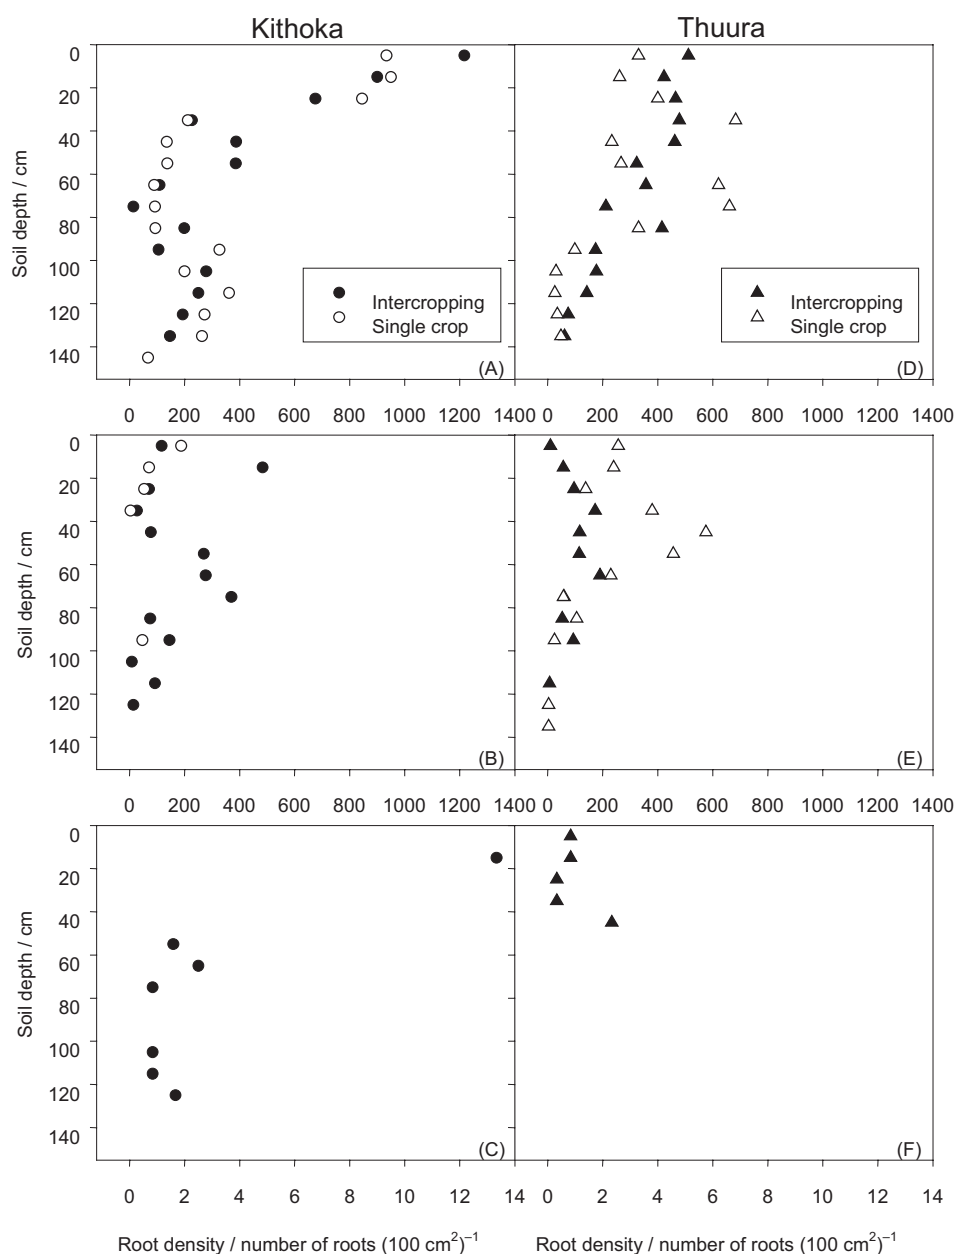 Kithoka Thuura
0
20
40
60
80
100
120
140
Soil depth / cm
Intercropping
Single crop
(A)
Intercropping
Single crop
(D)
0 200 400 600 800 1000 1200 1400 0 200 400 600 800 1000 1200 1400
0
20
40
60
80
100
120
140
Soil depth / cm
(B)
(E)
0 200 400 600 800 1000 1200 1400 0 200 400 600 800 1000 1200 1400
0
20
40
60
80
100
120
140
Soil depth / cm
(C)
(F)
0 2 4 6 8 10 12 14 0 2 4 6 8 10 12 14
Root density / number of roots (100 cm²)⁻¹ Root density / number of roots (100 cm²)⁻¹